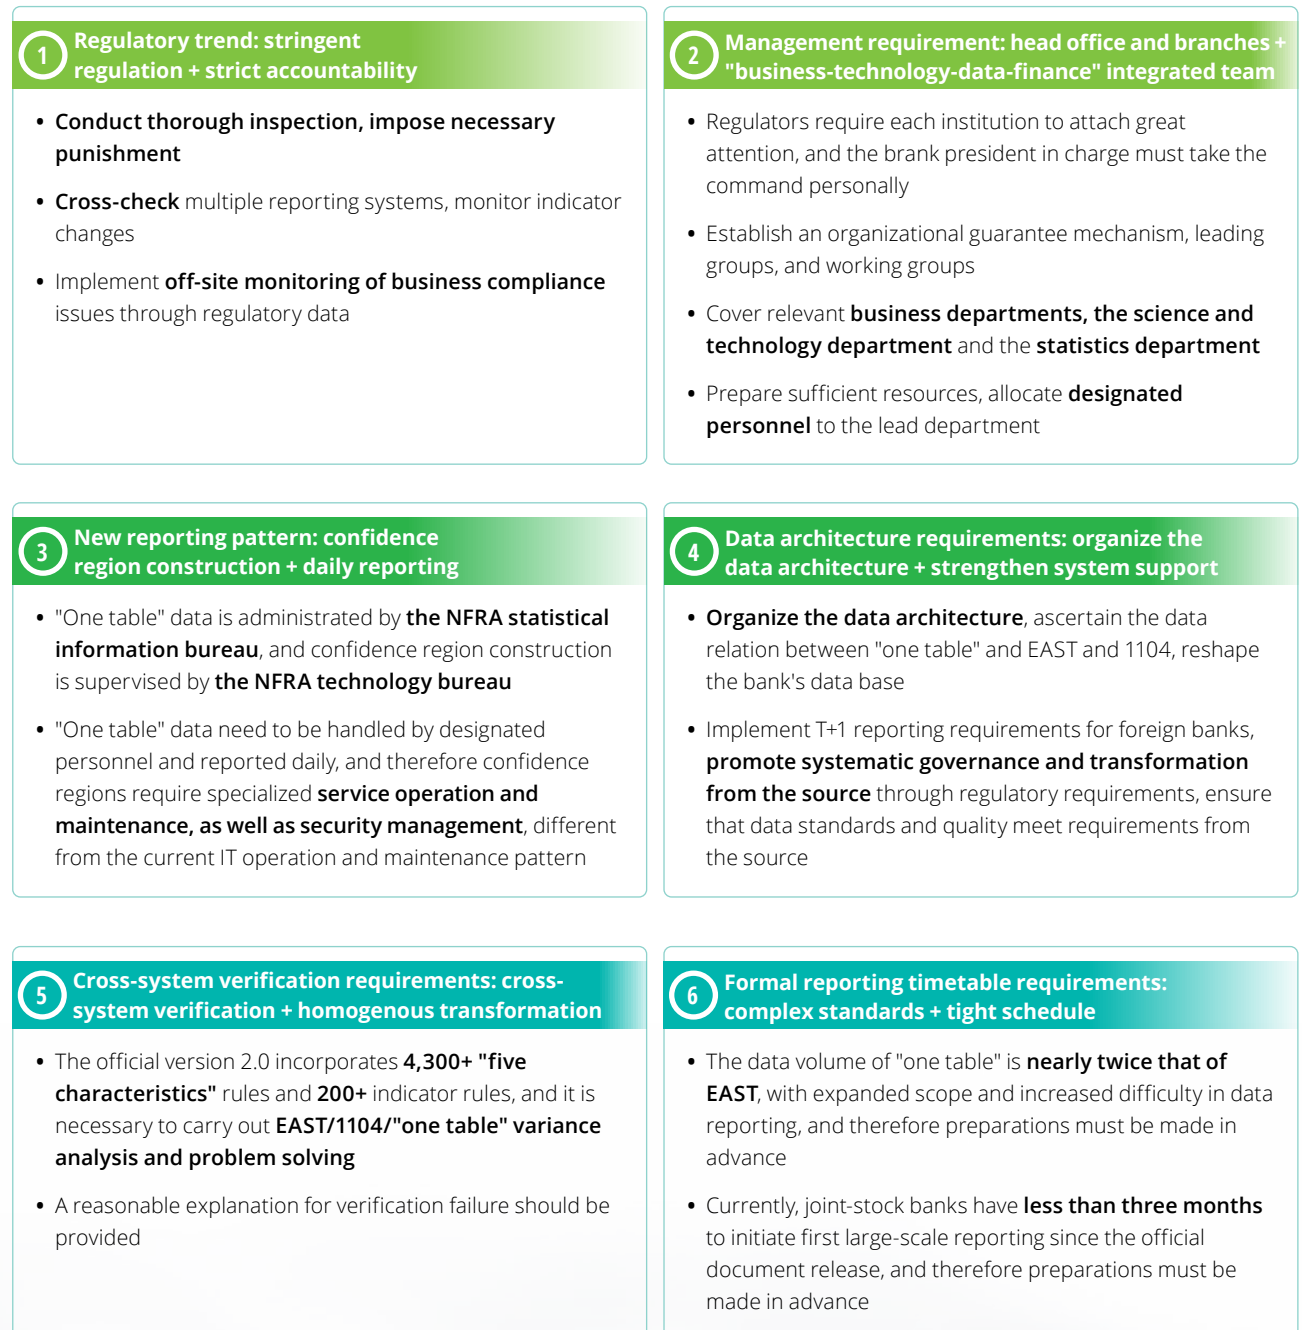 1
Regulatory trend: stringent
regulation + strict accountability
• Conduct thorough inspection, impose necessary
punishment
• Cross-check multiple reporting systems, monitor indicator
changes
• Implement off-site monitoring of business compliance
issues through regulatory data
2
Management requirement: head office and branches +
"business-technology-data-finance" integrated team
• Regulators require each institution to attach great
attention, and the brank president in charge must take the
command personally
• Establish an organizational guarantee mechanism, leading
groups, and working groups
• Cover relevant business departments, the science and
technology department and the statistics department
• Prepare sufficient resources, allocate designated
personnel to the lead department
3
New reporting pattern: confidence
region construction + daily reporting
• "One table" data is administrated by the NFRA statistical
information bureau, and confidence region construction
is supervised by the NFRA technology bureau
• "One table" data need to be handled by designated
personnel and reported daily, and therefore confidence
regions require specialized service operation and
maintenance, as well as security management, different
from the current IT operation and maintenance pattern
4
Data architecture requirements: organize the
data architecture + strengthen system support
• Organize the data architecture, ascertain the data
relation between "one table" and EAST and 1104, reshape
the bank's data base
• Implement T+1 reporting requirements for foreign banks,
promote systematic governance and transformation
from the source through regulatory requirements, ensure
that data standards and quality meet requirements from
the source
5
Cross-system verification requirements: cross-
system verification + homogenous transformation
• The official version 2.0 incorporates 4,300+ "five
characteristics" rules and 200+ indicator rules, and it is
necessary to carry out EAST/1104/"one table" variance
analysis and problem solving
• A reasonable explanation for verification failure should be
provided
6
Formal reporting timetable requirements:
complex standards + tight schedule
• The data volume of "one table" is nearly twice that of
EAST, with expanded scope and increased difficulty in data
reporting, and therefore preparations must be made in
advance
• Currently, joint-stock banks have less than three months
to initiate first large-scale reporting since the official
document release, and therefore preparations must be
made in advance